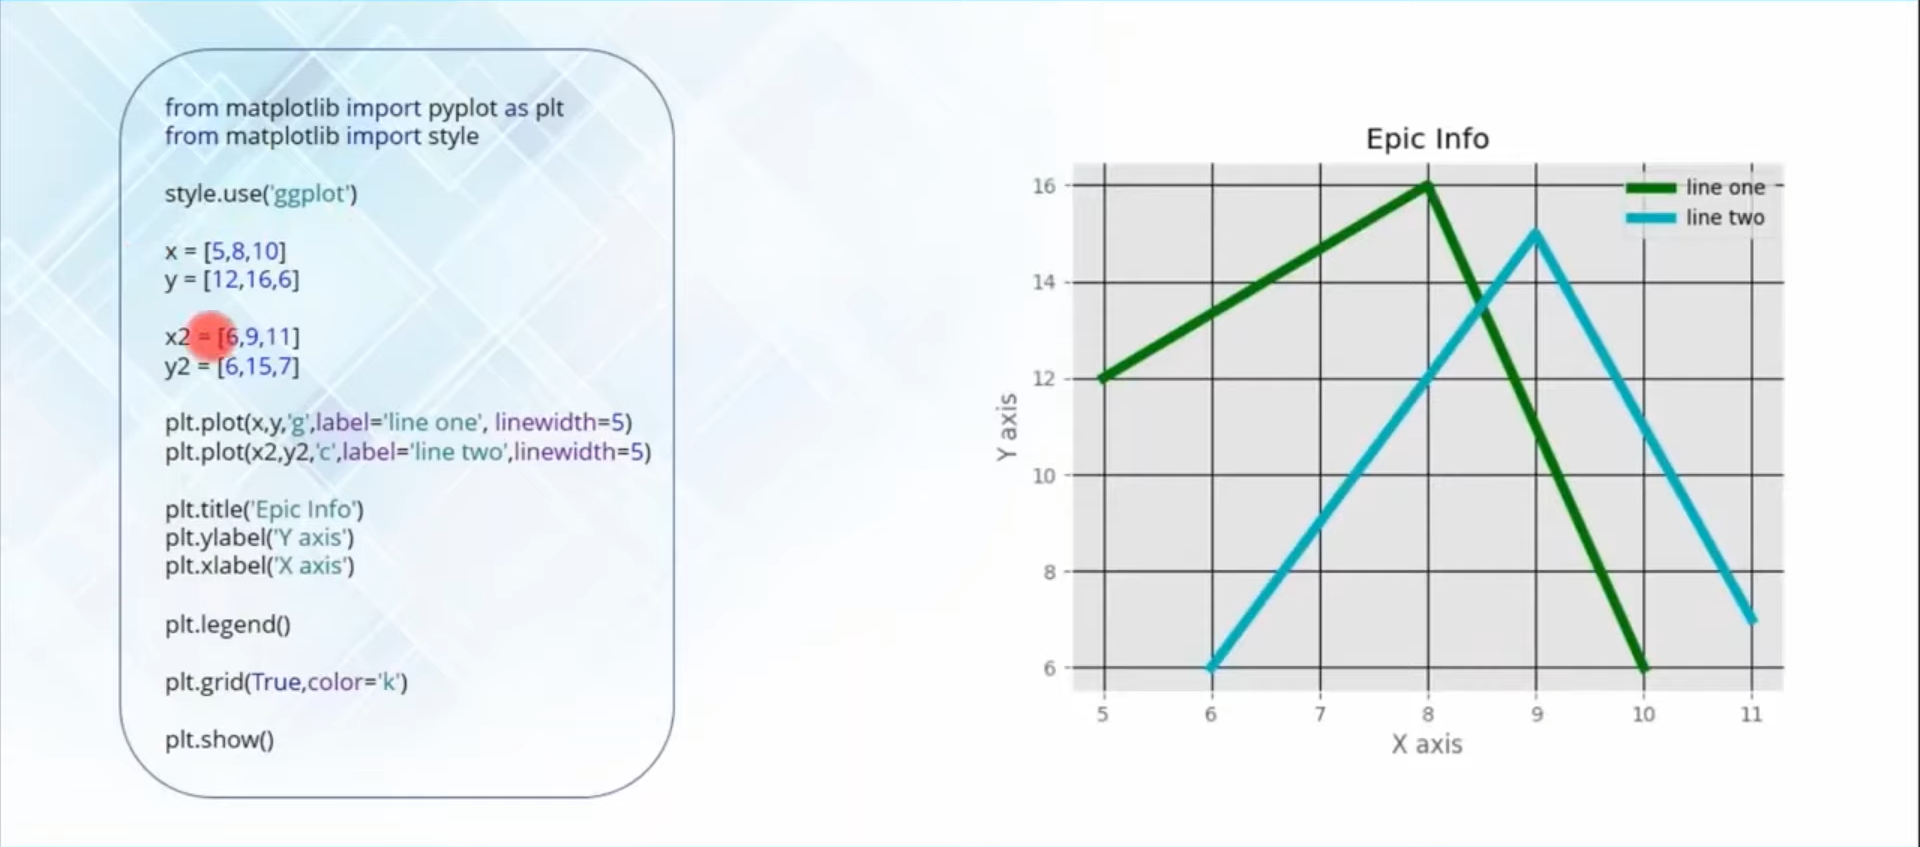 from matplotlib import pyplot as plt
from matplotlib import style
style.use('ggplot')
x = [5,8,10]
y = [12,16,6]
x2 = [6,9,11]
y2 = [6,15,7]
plt.plot(x,y,'g',label='line one', linewidth=5)
plt.plot(x2,y2,'c',label='line two',linewidth=5)
plt.title('Epic Info')
plt.ylabel('Y axis')
plt.xlabel('X axis')
plt.legend()
plt.grid(True,color='k')
plt.show()
Epic Info
line one
line two
Y axis
16
14
12
10
8
6
5 6 7 8 9 10 11
X axis